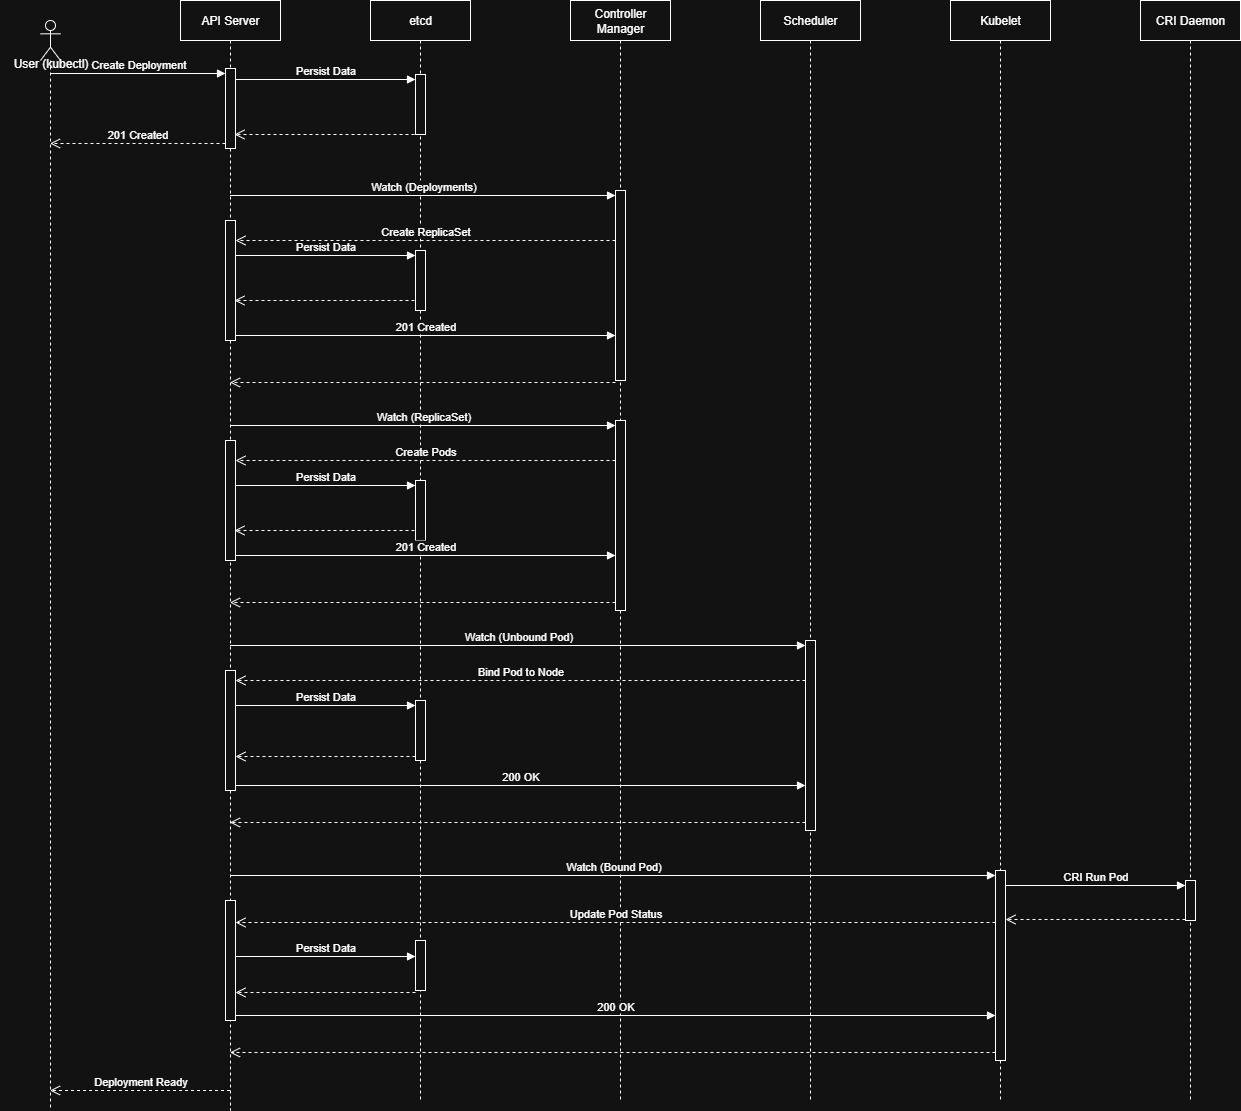 API Server
etcd
Controller
Manager
Scheduler
Kubelet
CRI Daemon
User (kubectl)
Create Deployment
Persist Data
201 Created
Watch (Deployments)
Create ReplicaSet
Persist Data
201 Created
Watch (ReplicaSet)
Create Pods
Persist Data
201 Created
Watch (Unbound Pod)
Bind Pod to Node
Persist Data
200 OK
Watch (Bound Pod)
CRI Run Pod
Update Pod Status
Persist Data
200 OK
Deployment Ready